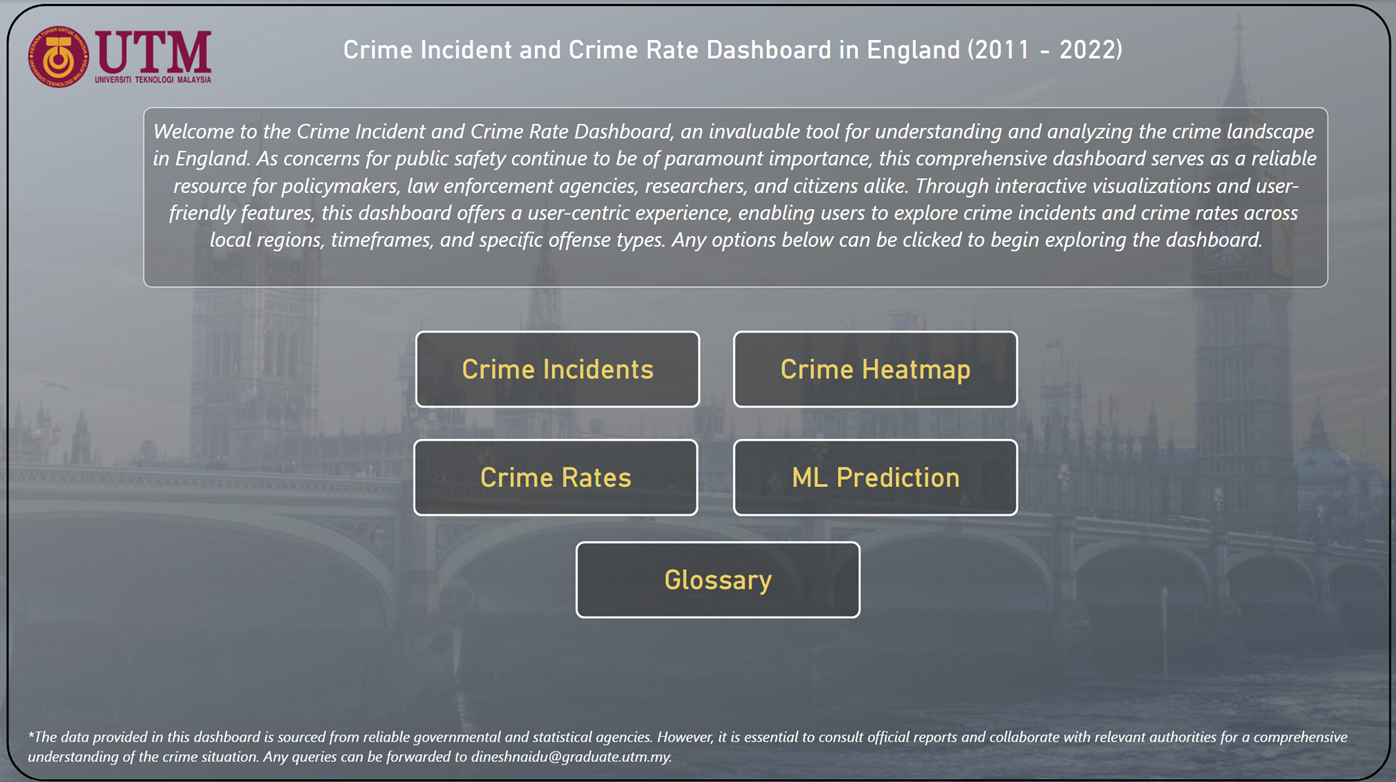 UTM
UNIVERSITI TEKNOLOGI MALAYSIA
Crime Incident and Crime Rate Dashboard in England (2011 - 2022)
Welcome to the Crime Incident and Crime Rate Dashboard, an invaluable tool for understanding and analyzing the crime landscape
in England. As concerns for public safety continue to be of paramount importance, this comprehensive dashboard serves as a reliable
resource for policymakers, law enforcement agencies, researchers, and citizens alike. Through interactive visualizations and user-
friendly features, this dashboard offers a user-centric experience, enabling users to explore crime incidents and crime rates across
local regions, timeframes, and specific offense types. Any options below can be clicked to begin exploring the dashboard.
Crime Incidents
Crime Heatmap
Crime Rates
ML Prediction
Glossary
*The data provided in this dashboard is sourced from reliable governmental and statistical agencies. However, it is essential to consult official reports and collaborate with relevant authorities for a comprehensive
understanding of the crime situation. Any queries can be forwarded to dineshnaidu@graduate.utm.my.